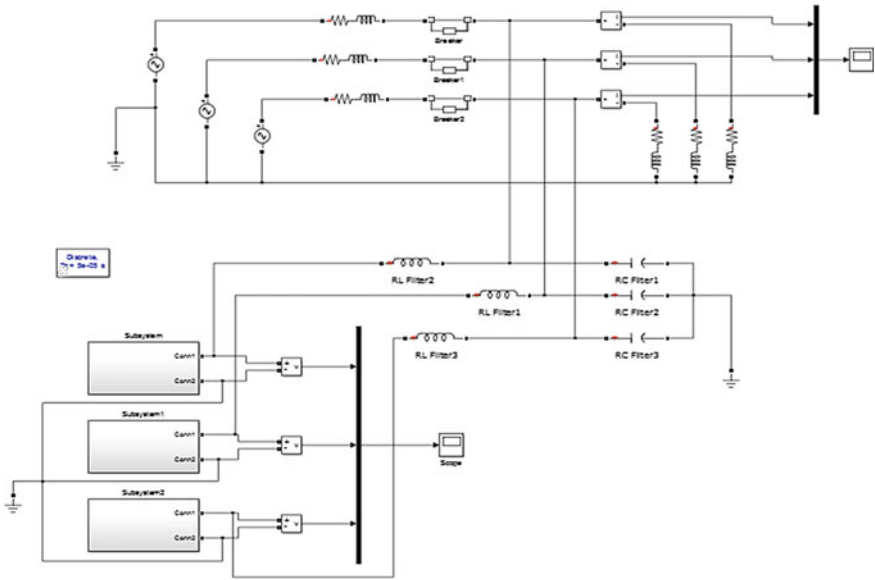 Breaker
Breaker1
Breaker2
Discrete,
RL Filter2
RC Filter1
RL Filter1
RC Filter2
RL Filter3
RC Filter3
Subsystem
Conn1
Conn2
Subsystem1
Conn1
Conn2
Scope
Subsystem2
Conn1
Conn2